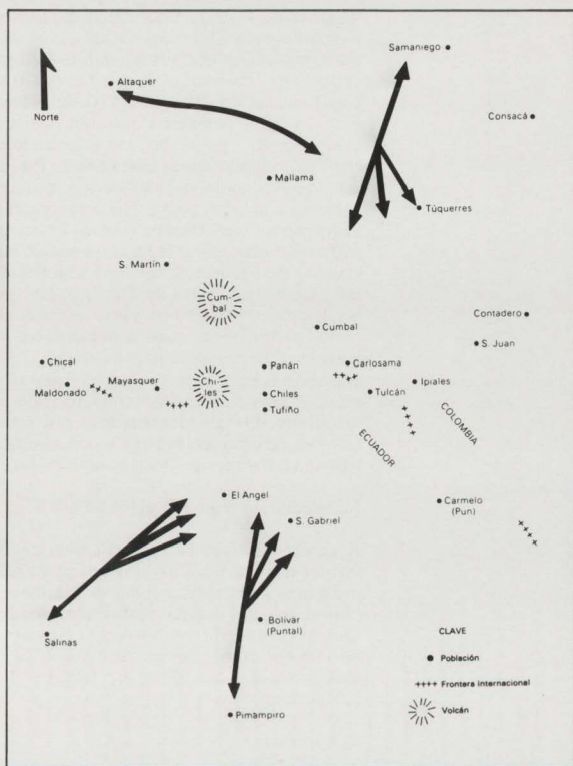 Samaniego
Altaquer
Norte
Consacá
Mallama
Túquerres
S. Martín
Cum-
bal
Contadero
Cumbal
S. Juan
Chical
Panán
Carlosama
Maldonado
Mayasquer
Chi-
les
Ipiales
Chiles
Tulcán
Tufiño
COLOMBIA
ECUADOR
El Angel
Carmelo
(Pun)
S. Gabriel
Bolívar
(Puntal)
CLAVE
Salinas
Población
Frontera internacional
Volcán
Pimampiro